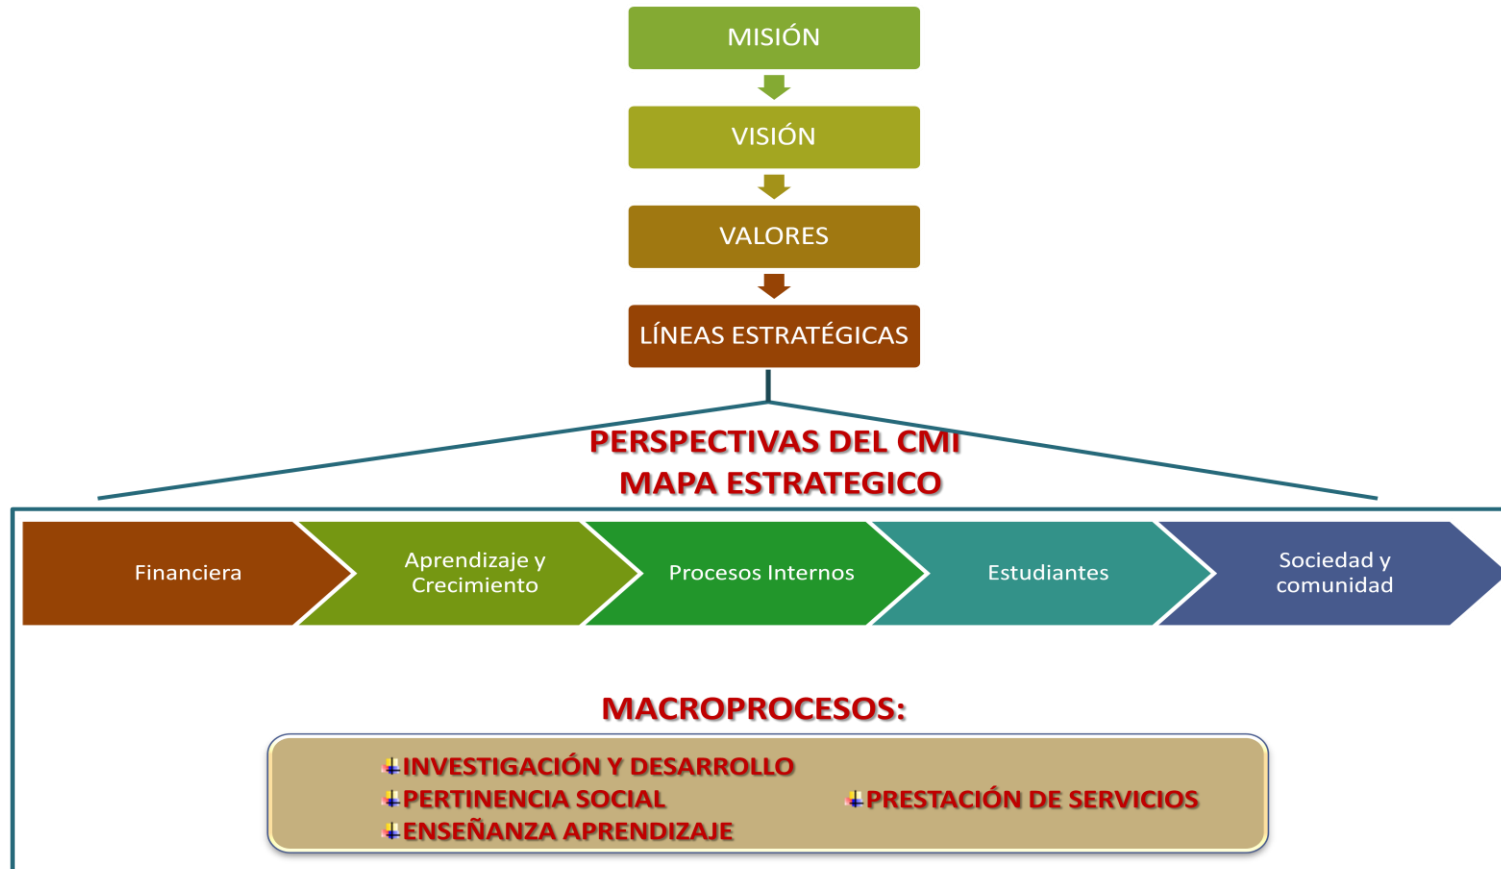 MISIÓN
VISIÓN
VALORES
LÍNEAS ESTRATÉGICAS
PERSPECTIVAS DEL CMI
MAPA ESTRATEGICO
Financiera
Aprendizaje y
Crecimiento
Procesos Internos
Estudiantes
Sociedad y
comunidad
MACROPROCESOS:
INVESTIGACIÓN Y DESARROLLO
PERTINENCIA SOCIAL
ENSEÑANZA APRENDIZAJE
PRESTACIÓN DE SERVICIOS